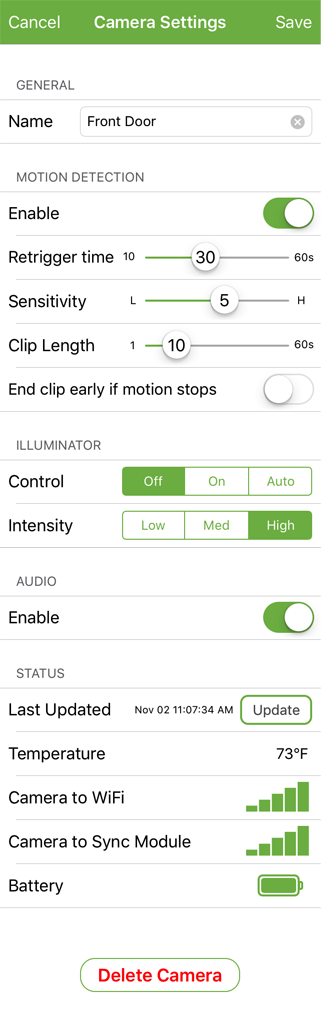 Cancel Camera Settings Save
GENERAL
Name Front Door
MOTION DETECTION
Enable
Retrigger time 10 30 60s
Sensitivity L 5 H
Clip Length 1 10 60s
End clip early if motion stops
ILLUMINATOR
Control Off On Auto
Intensity Low Med High
AUDIO
Enable
STATUS
Last Updated Nov 02 11:07:34 AM Update
Temperature 73°F
Camera to WiFi
Camera to Sync Module
Battery
Delete Camera